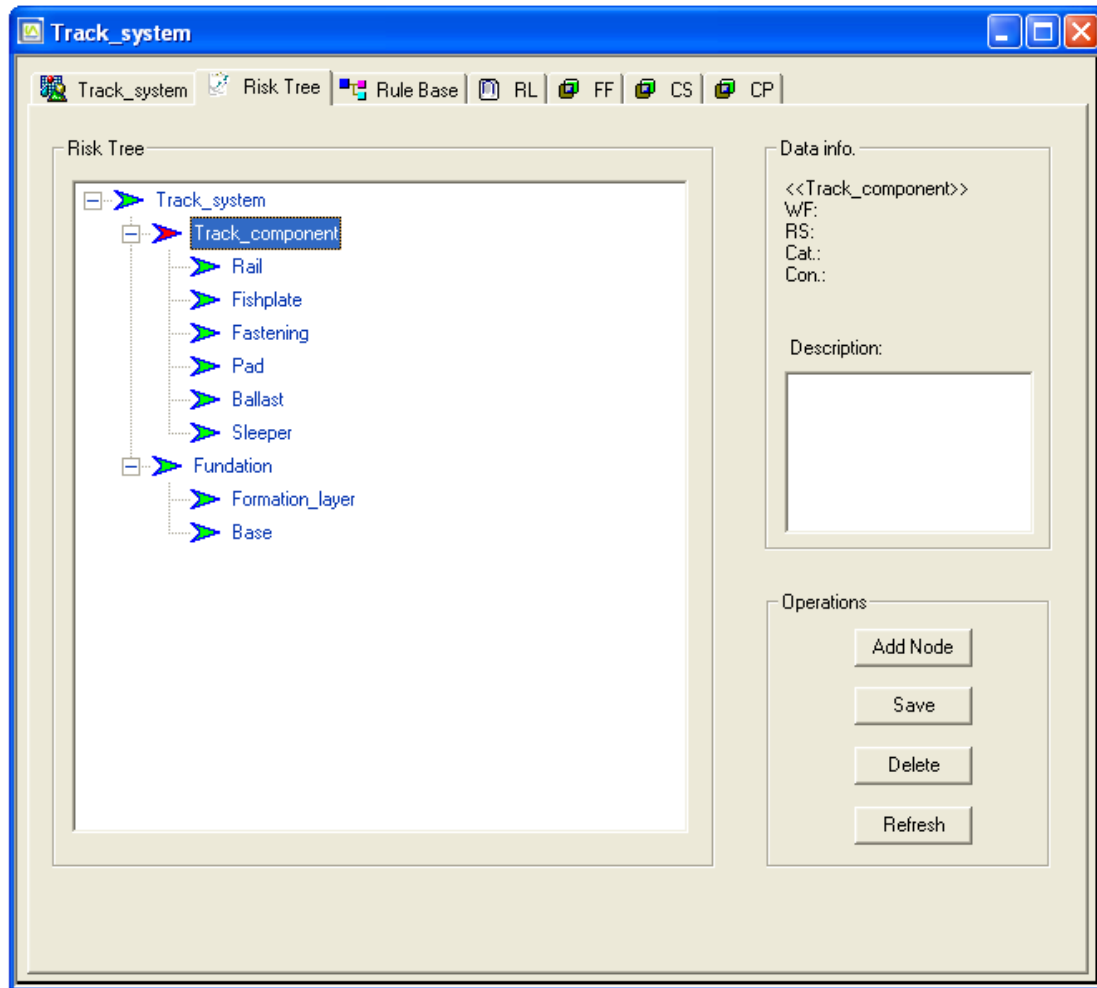 Track_system
Track_system Risk Tree Rule Base RL FF CS CP
Risk Tree
Track_system
Track_component
Rail
Fishplate
Fastening
Pad
Ballast
Sleeper
Fundation
Formation_layer
Base
Data info.
<<Track_component>>
WF:
RS:
Cat.:
Con.:
Description:
Operations
Add Node
Save
Delete
Refresh